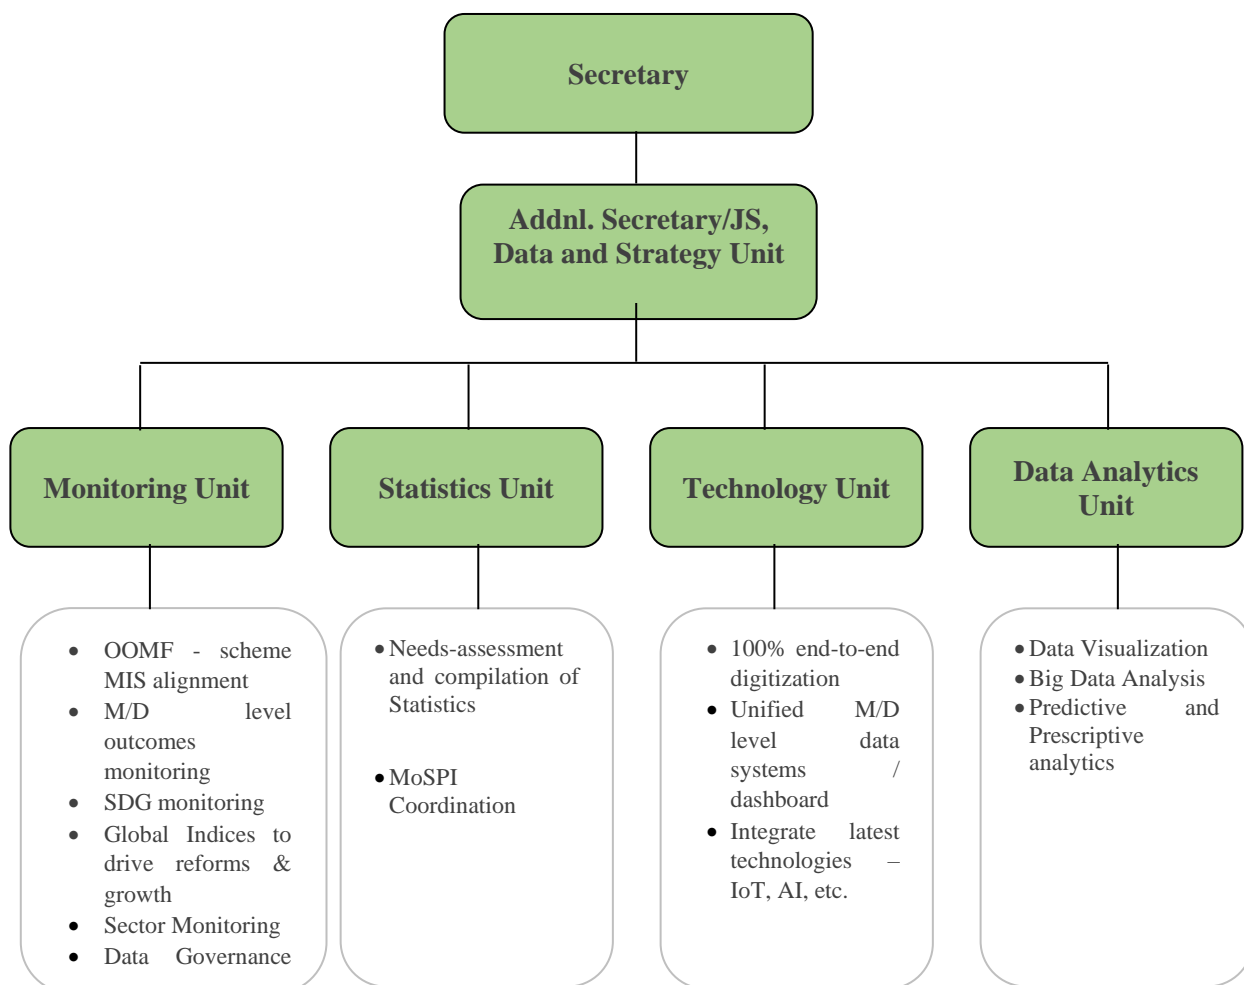 Secretary
Addnl. Secretary/JS,
Data and Strategy Unit
Monitoring Unit
Statistics Unit
Technology Unit
Data Analytics
Unit
• OOMF - scheme
MIS alignment
• M/D level
outcomes
monitoring
• SDG monitoring
• Global Indices to
drive reforms &
growth
• Sector Monitoring
• Data Governance
• Needs-assessment
and compilation of
Statistics
• MoSPI
Coordination
• 100% end-to-end
digitization
• Unified M/D
level data
systems /
dashboard
• Integrate latest
technologies –
IoT, AI, etc.
• Data Visualization
• Big Data Analysis
• Predictive and
Prescriptive
analytics